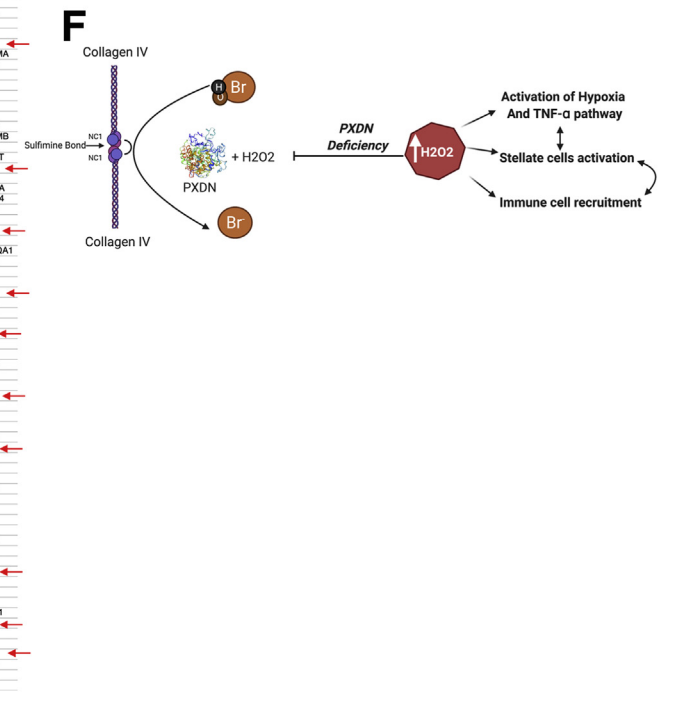 F
Collagen IV
MA
H
O
Br
MB
NC1
Sulfimine Bond
NC1
T
A
4
QA1
PXDN
+ H2O2
Br-
Collagen IV
PXDN
Deficiency
H2O2
Activation of Hypoxia
And TNF-α pathway
Stellate cells activation
Immune cell recruitment